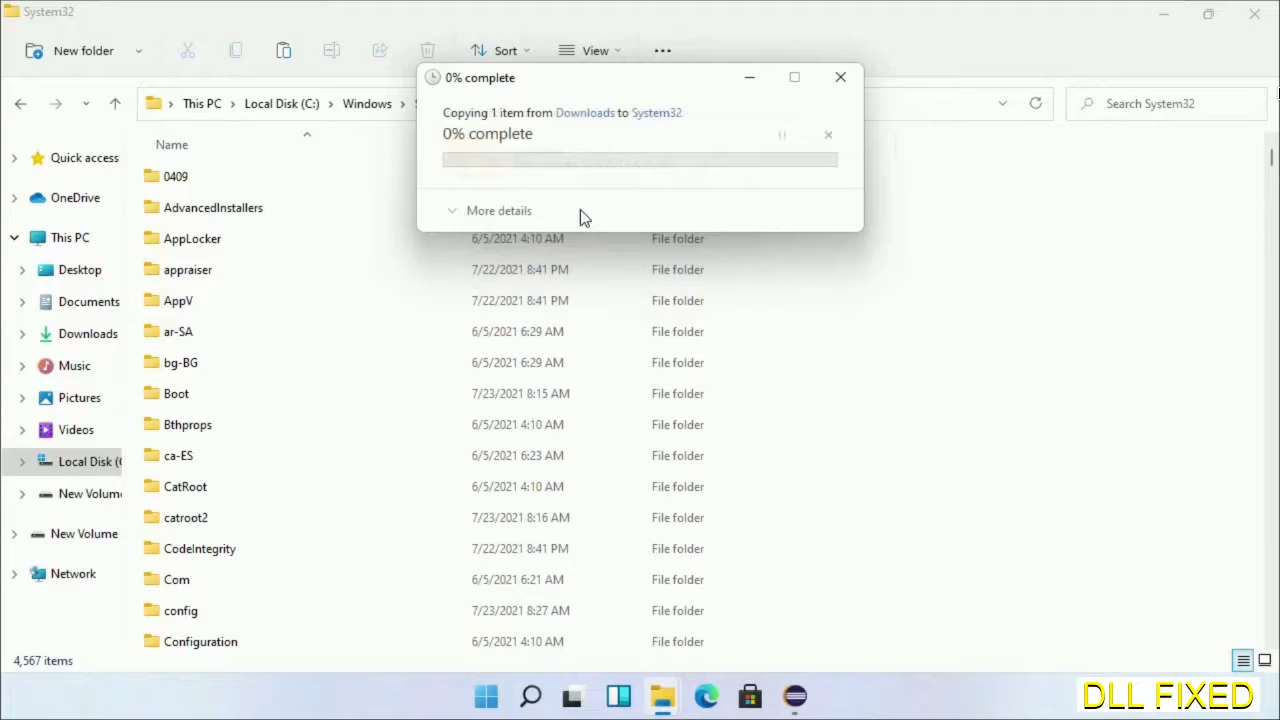 System32
New folder
Sort
View
This PC
Local Disk (C:)
Windows
Search System32
0% complete
Copying 1 item from Downloads to System32
0% complete
More details
Name
Quick access
OneDrive
This PC
Desktop
Documents
Downloads
Music
Pictures
Videos
Local Disk (
New Volum
New Volume
Network
0409
AdvancedInstallers
AppLocker 6/5/2021 4:10 AM File folder
appraiser 7/22/2021 8:41 PM File folder
AppV 7/22/2021 8:41 PM File folder
ar-SA 6/5/2021 6:29 AM File folder
bg-BG 6/5/2021 6:29 AM File folder
Boot 7/23/2021 8:15 AM File folder
Bthprops 6/5/2021 4:10 AM File folder
ca-ES 6/5/2021 6:23 AM File folder
CatRoot 6/5/2021 4:10 AM File folder
catroot2 7/23/2021 8:16 AM File folder
CodeIntegrity 7/22/2021 8:41 PM File folder
Com 6/5/2021 6:21 AM File folder
config 7/23/2021 8:27 AM File folder
Configuration 6/5/2021 4:10 AM File folder
4,567 items
DLL FIXED